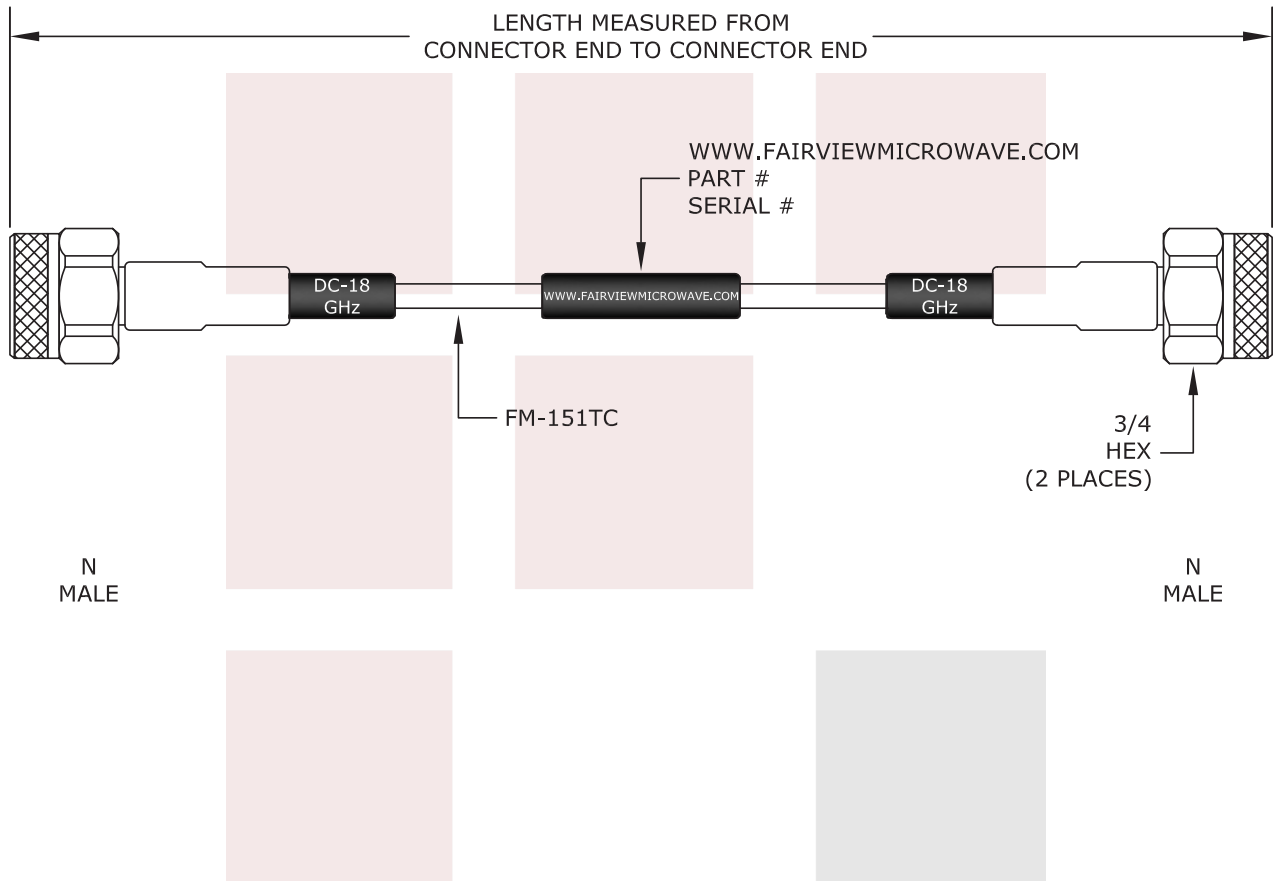 LENGTH MEASURED FROM
CONNECTOR END TO CONNECTOR END
WWW.FAIRVIEWMICROWAVE.COM
PART #
SERIAL #
DC-18
GHz
WWW.FAIRVIEWMICROWAVE.COM
DC-18
GHz
FM-151TC
3/4
HEX
(2 PLACES)
N
MALE
N
MALE